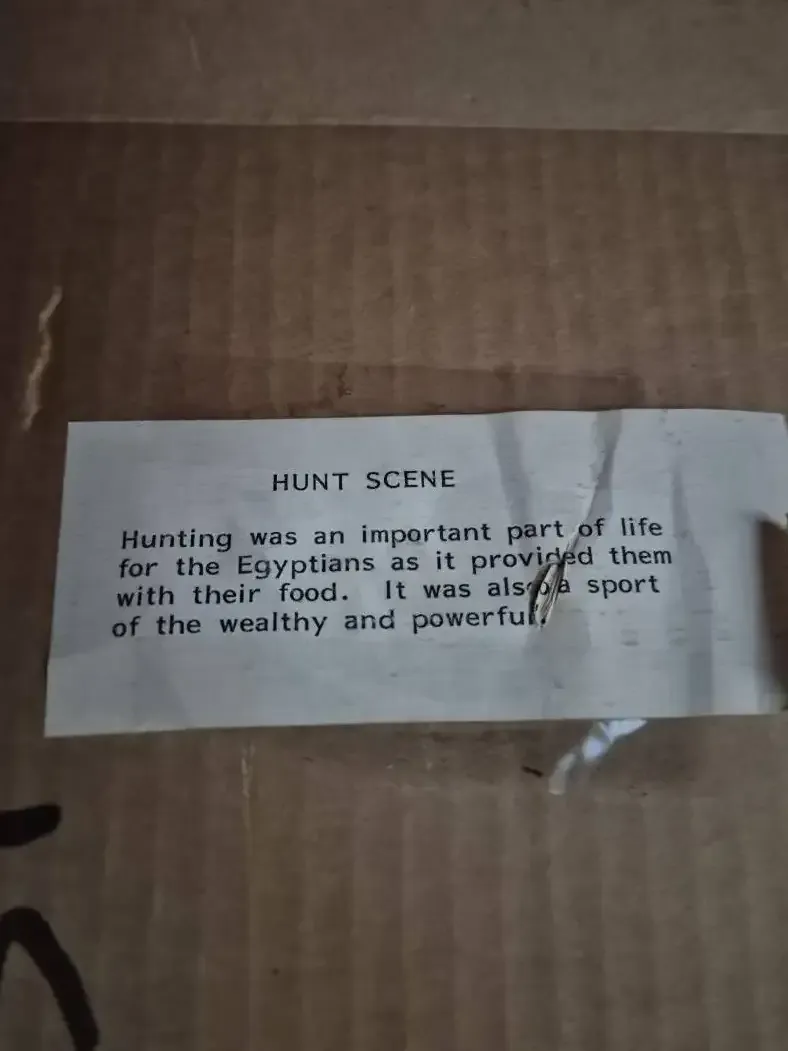 HUNT SCENE
Hunting was an important part of life
for the Egyptians as it provided them
with their food. It was also a sport
of the wealthy and powerful.